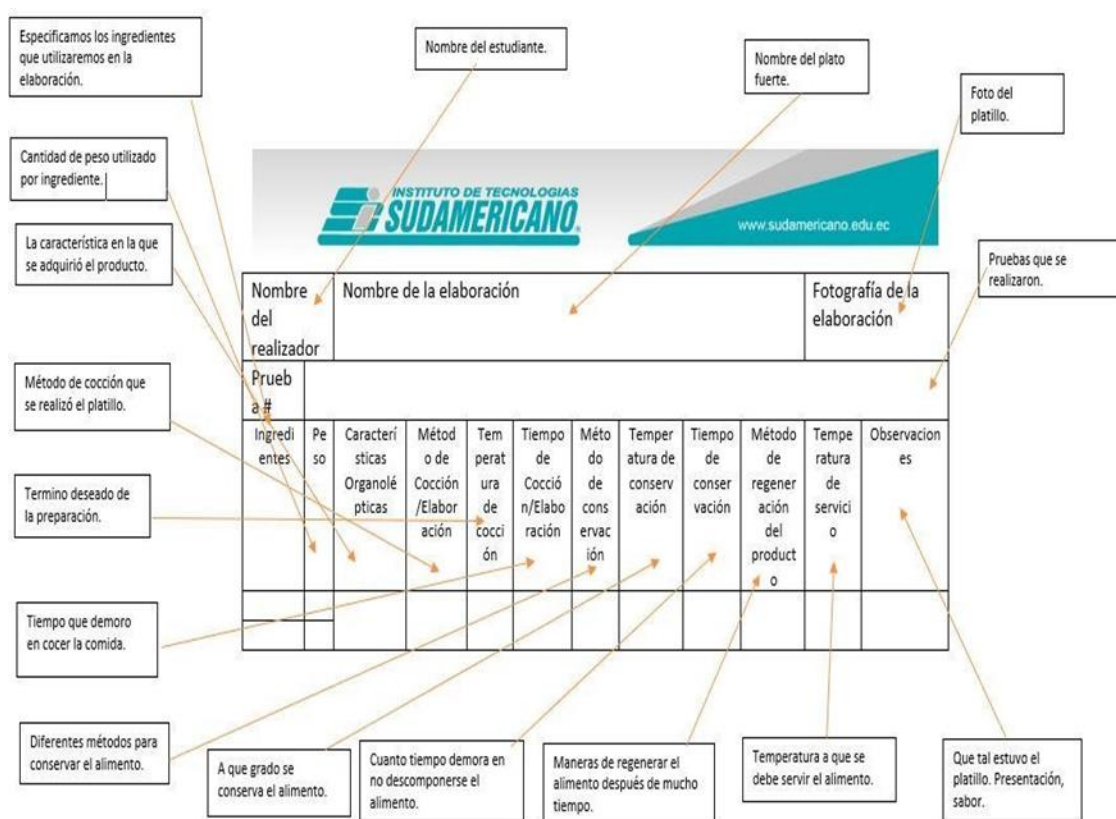 Especificamos los ingredientes
que utilizaremos en la
elaboración.
Nombre del estudiante.
Nombre del plato
fuerte.
Foto del
platillo.
Cantidad de peso utilizado
por ingrediente.
La característica en la que
se adquirió el producto.
INSTITUTO DE TECNOLOGIAS
SUDAMERICANO
www.sudamericano.edu.ec
Pruebas que se
realizaron.
Nombre
del
realizador
Nombre de la elaboración
Fotografía de la
elaboración
Prueb
a #
Ingredi
entes
Pe
so
Caracterí
sticas
Organolé
pticas
Métod
o de
Cocción
/Elabor
ación
Tem
perat
ura
de
cocci
ón
Tiempo
de
Cocció
n/Elabo
ración
Méto
do
de
cons
ervac
ión
Temper
atura de
conserv
ación
Tiempo
de
conser
vación
Método
de
regener
ación
del
product
o
Tempe
ratura
de
servici
o
Observacion
es
Método de cocción que
se realizó el platillo.
Termino deseado de
la preparación.
Tiempo que demoro
en cocer la comida.
Diferentes métodos para
conservar el alimento.
A que grado se
conserva el alimento.
Cuanto tiempo demora en
no descomponerse el
alimento.
Maneras de regenerar el
alimento después de mucho
tiempo.
Temperatura a que se
debe servir el alimento.
Que tal estuvo el
platillo. Presentación,
sabor.